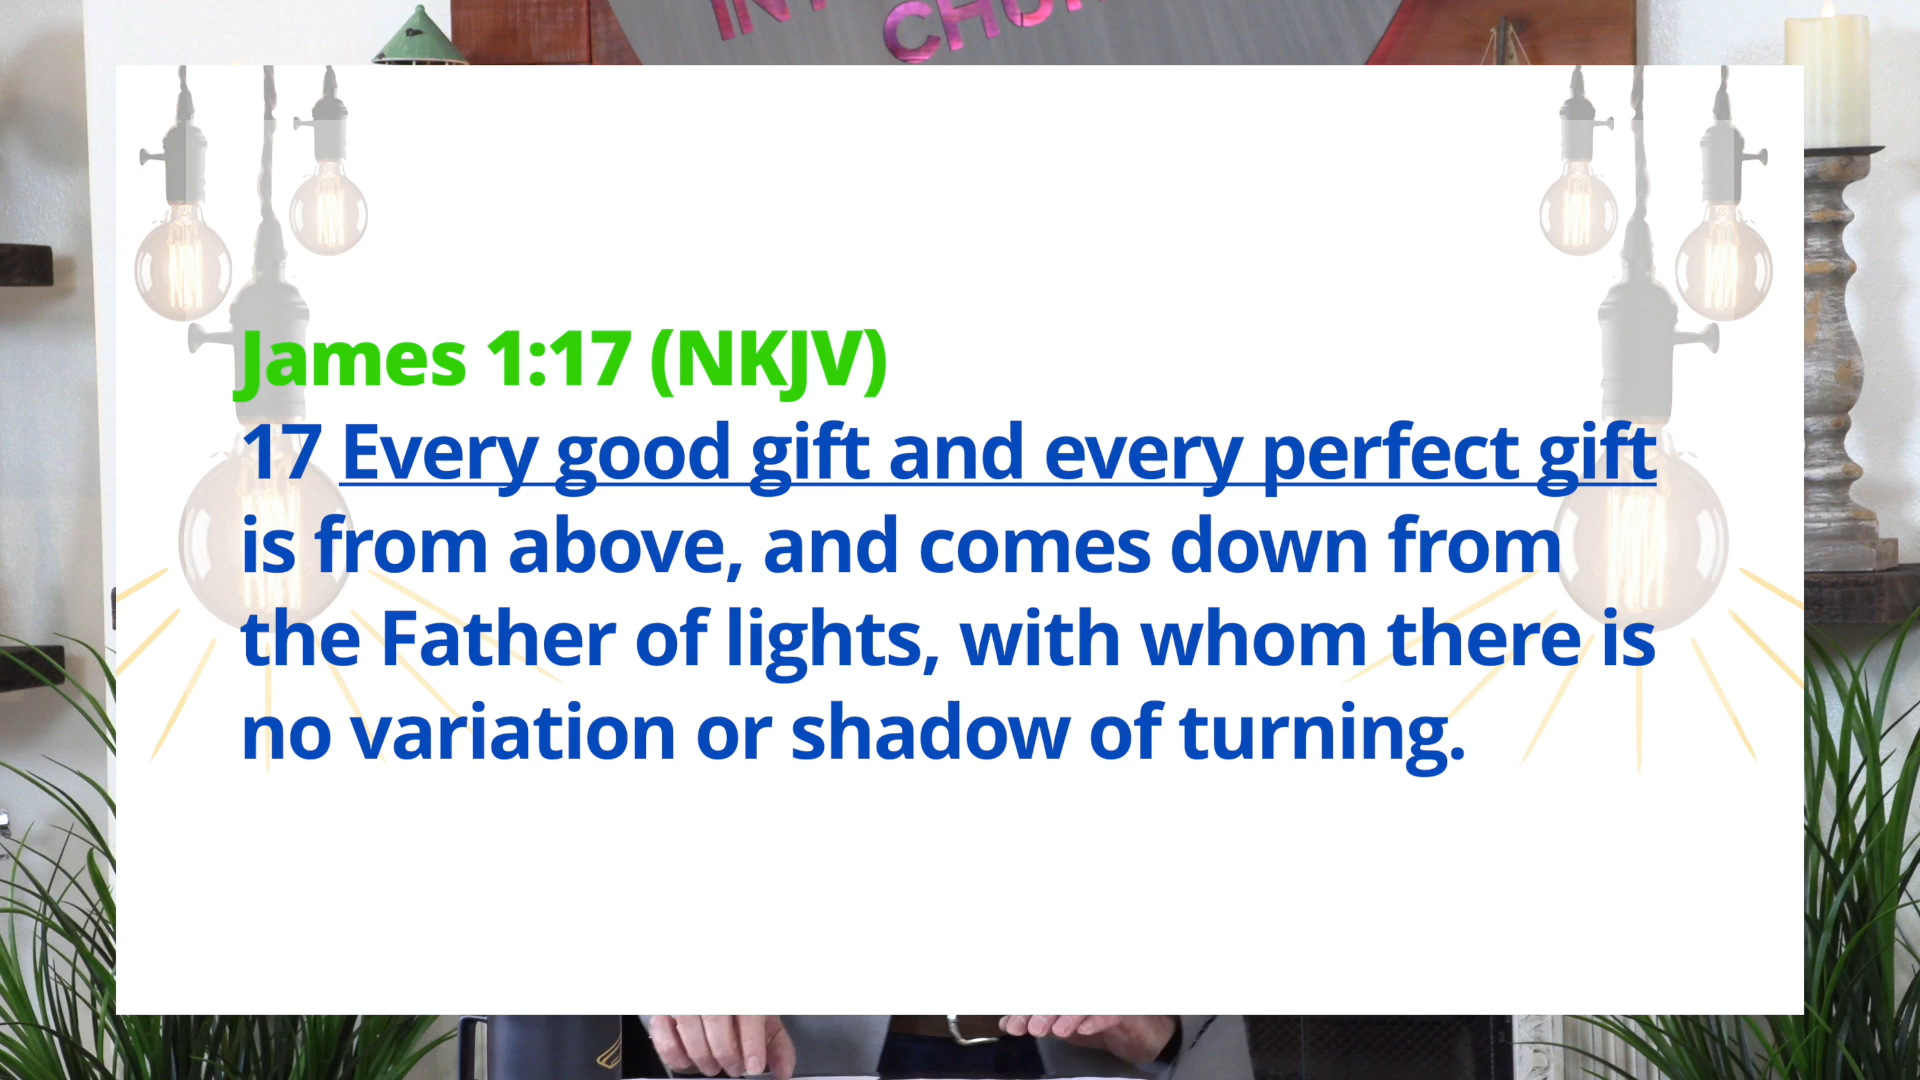 CHURCH
James 1:17 (NKJV)
17 Every good gift and every perfect gift
is from above, and comes down from
the Father of lights, with whom there is
no variation or shadow of turning.